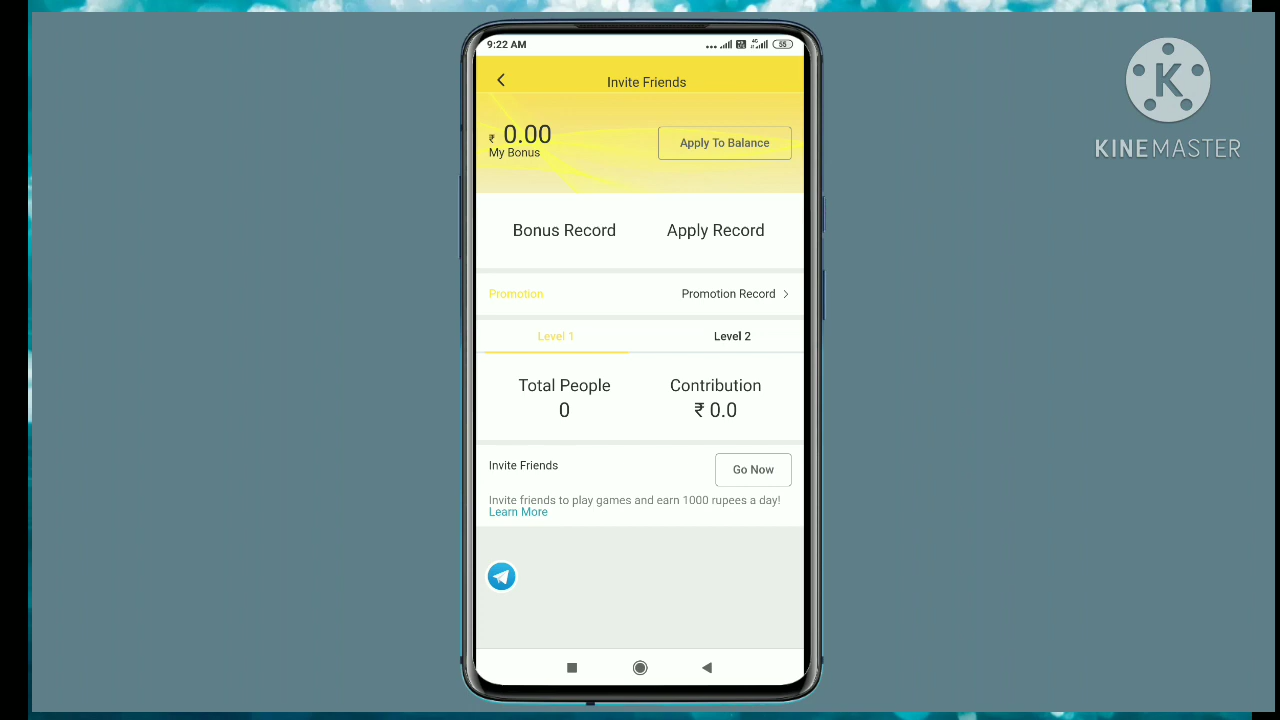 9:22 AM
4G
55
Invite Friends
₹ 0.00
My Bonus
Apply To Balance
Bonus Record
Apply Record
Promotion
Promotion Record
Level 1
Level 2
Total People
Contribution
0
₹ 0.0
Invite Friends
Go Now
Invite friends to play games and earn 1000 rupees a day!
Learn More
K
KINEMASTER